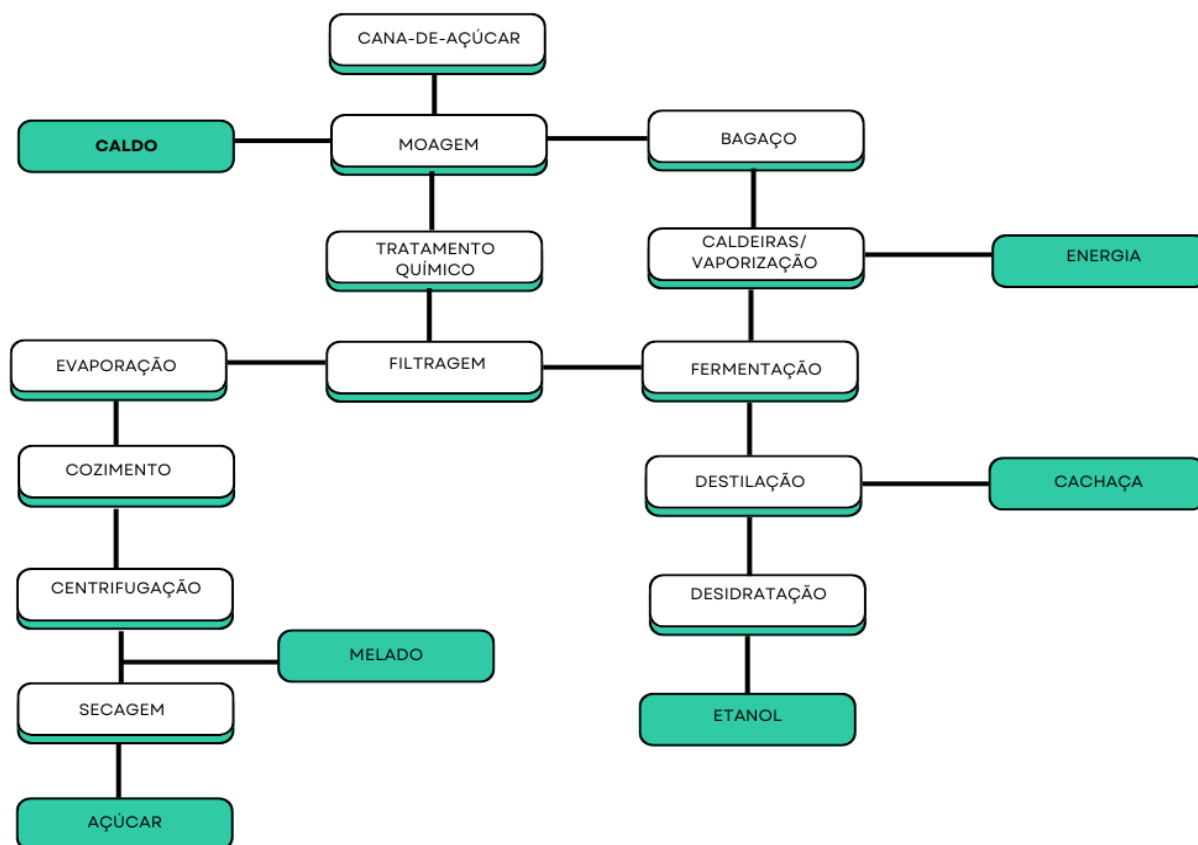 CANA-DE-AÇÚCAR
CALDO
MOAGEM
BAGAÇO
TRATAMENTO
QUÍMICO
CALDEIRAS/
VAPORIZAÇÃO
ENERGIA
EVAPORAÇÃO
FILTRAGEM
FERMENTAÇÃO
COZIMENTO
DESTILAÇÃO
CACHAÇA
CENTRIFUGAÇÃO
DESIDRATAÇÃO
MELADO
SECAGEM
ETANOL
AÇÚCAR